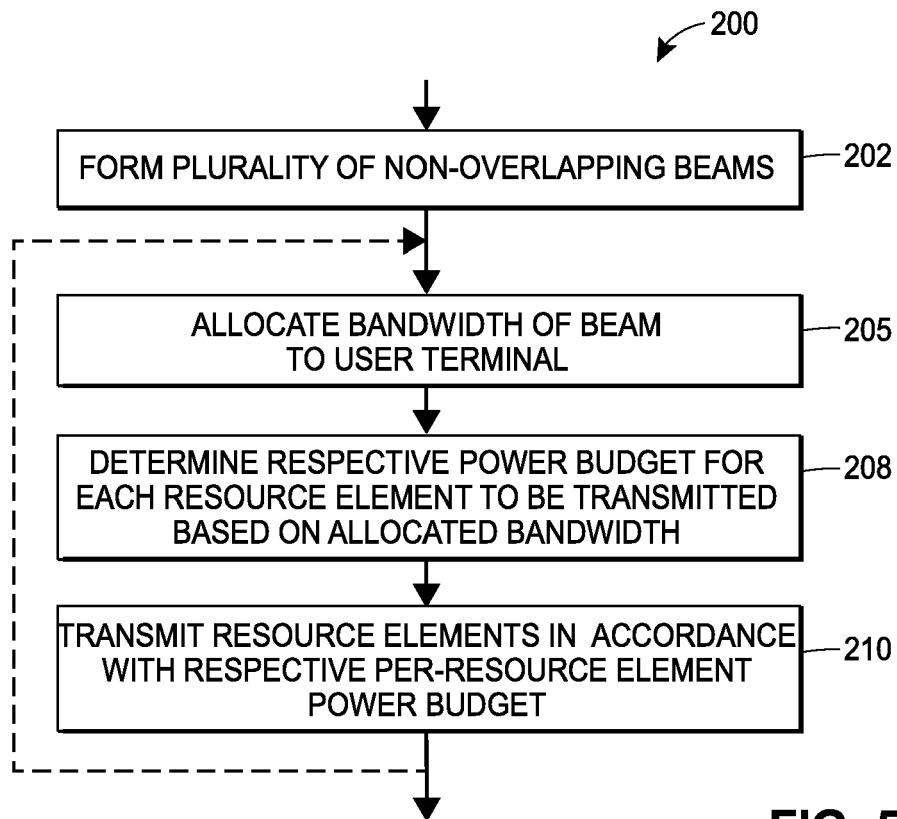 200
FORM PLURALITY OF NON-OVERLAPPING BEAMS
202
ALLOCATE BANDWIDTH OF BEAM
TO USER TERMINAL
205
DETERMINE RESPECTIVE POWER BUDGET FOR
EACH RESOURCE ELEMENT TO BE TRANSMITTED
BASED ON ALLOCATED BANDWIDTH
208
TRANSMIT RESOURCE ELEMENTS IN ACCORDANCE
WITH RESPECTIVE PER-RESOURCE ELEMENT
POWER BUDGET
210
FIG.